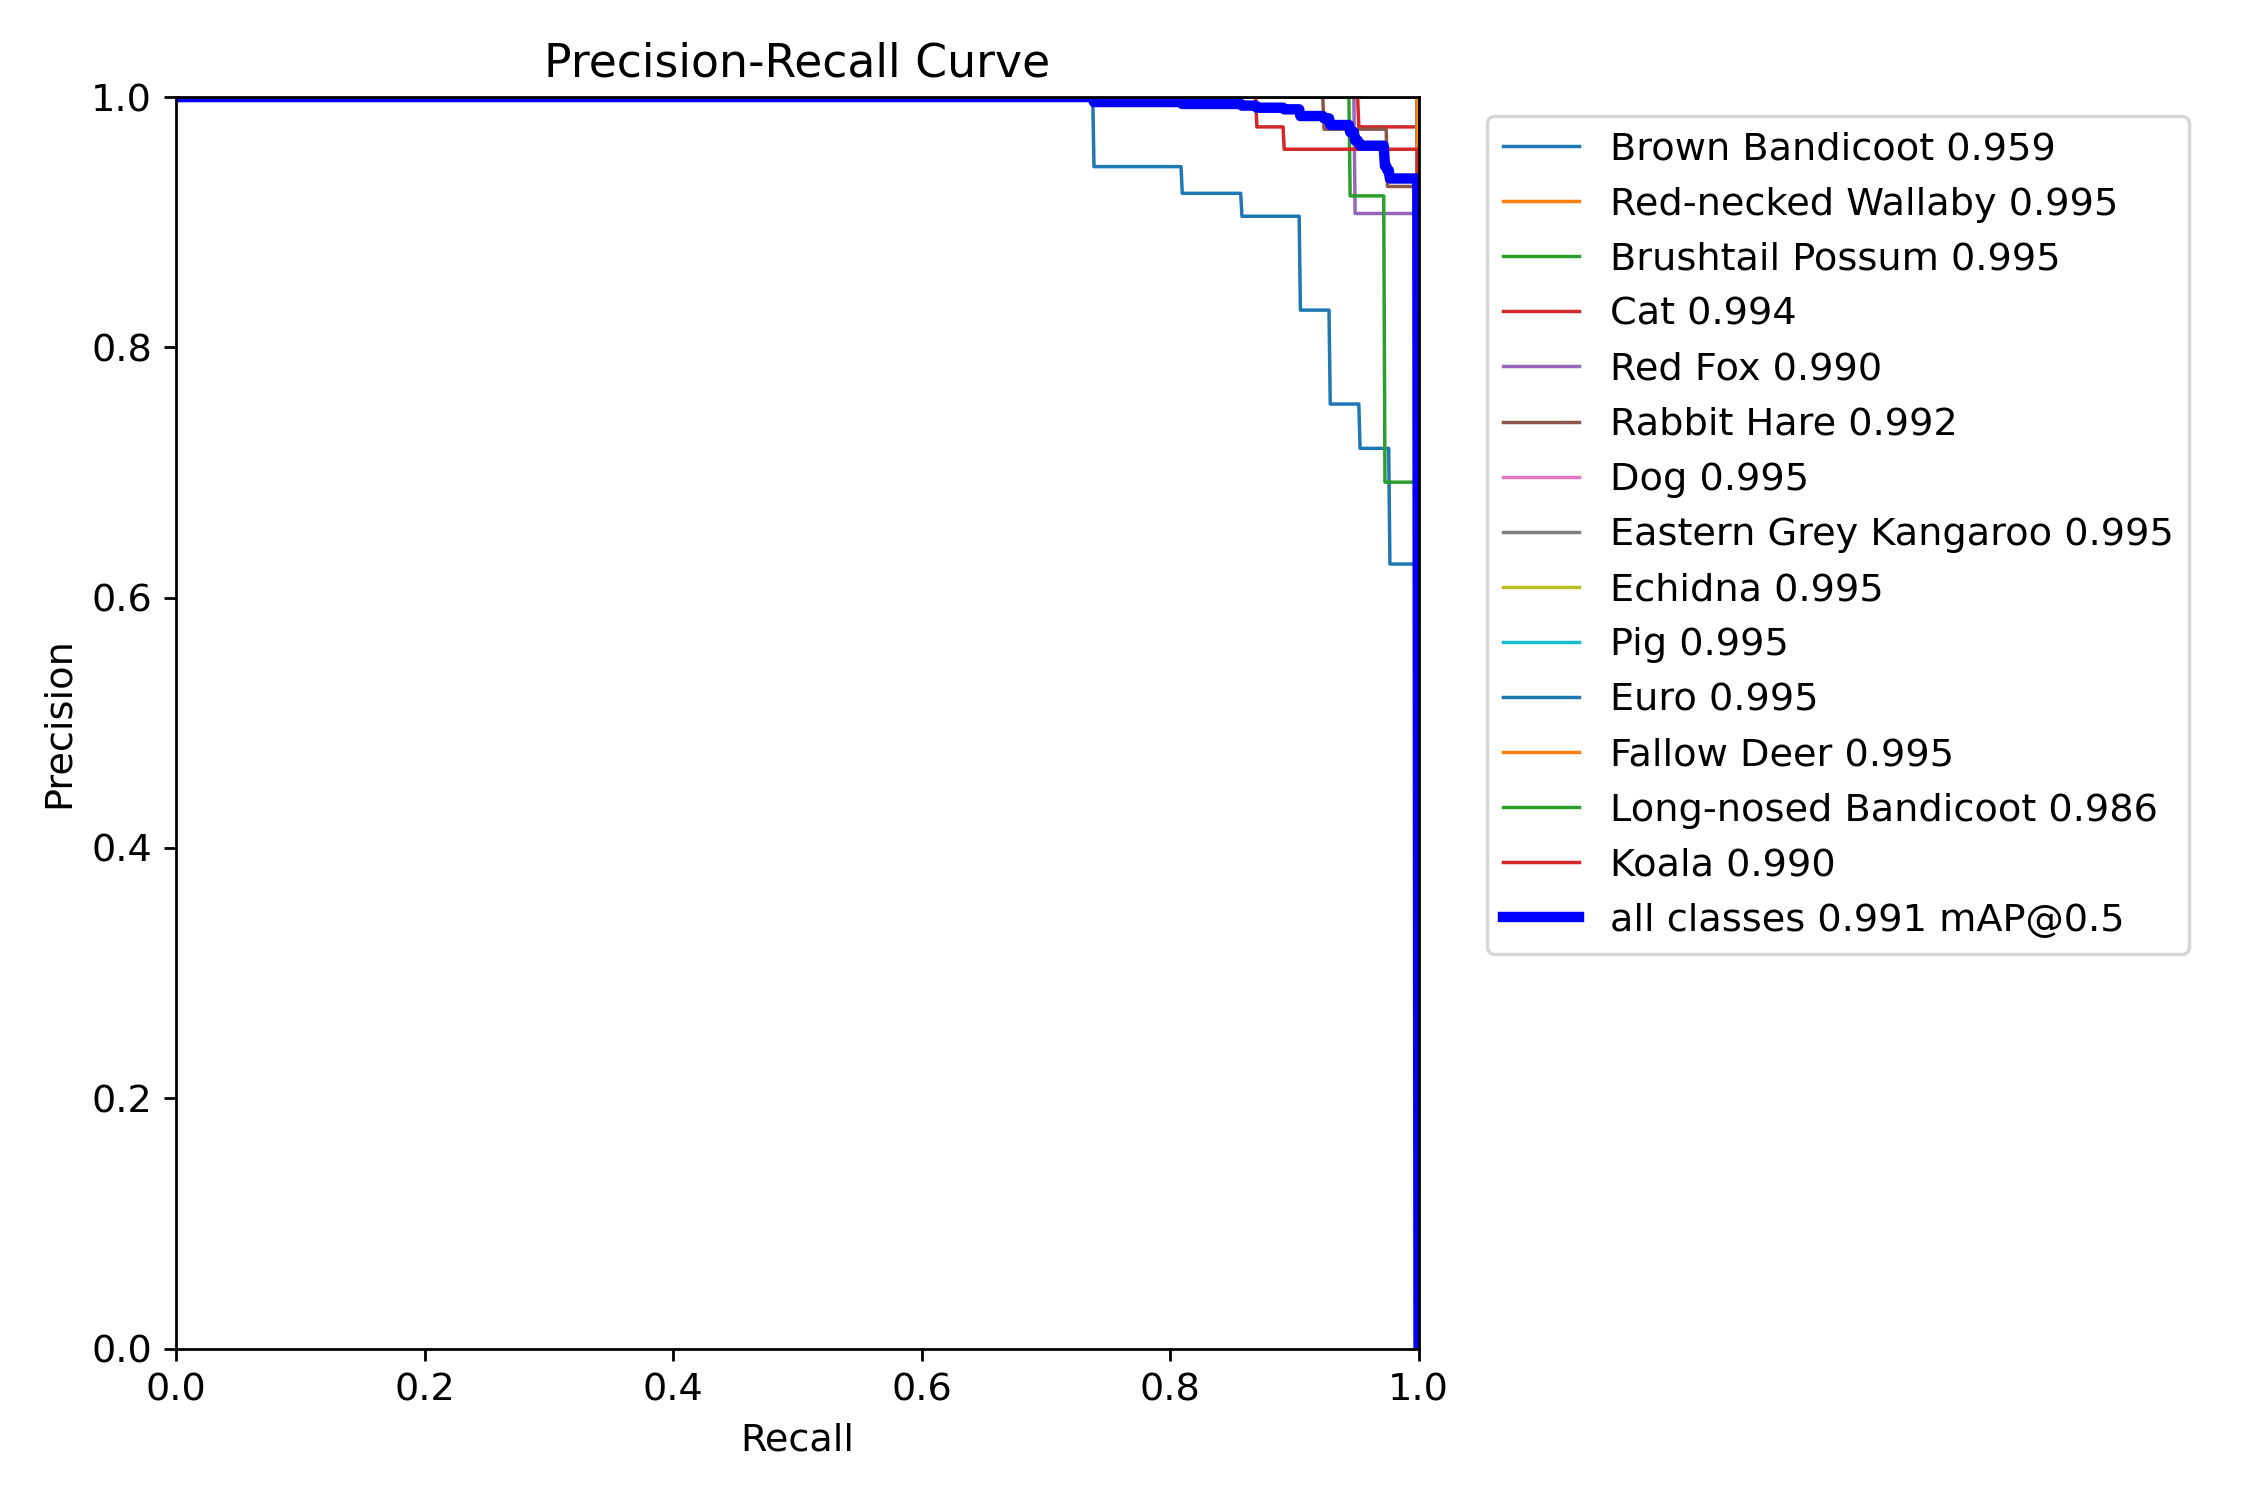 Precision-Recall Curve
1.0
0.8
0.6
0.4
0.2
0.0
Precision
0.0 0.2 0.4 0.6 0.8 1.0
Recall
Brown Bandicoot 0.959
Red-necked Wallaby 0.995
Brushtail Possum 0.995
Cat 0.994
Red Fox 0.990
Rabbit Hare 0.992
Dog 0.995
Eastern Grey Kangaroo 0.995
Echidna 0.995
Pig 0.995
Euro 0.995
Fallow Deer 0.995
Long-nosed Bandicoot 0.986
Koala 0.990
all classes 0.991 mAP@0.5